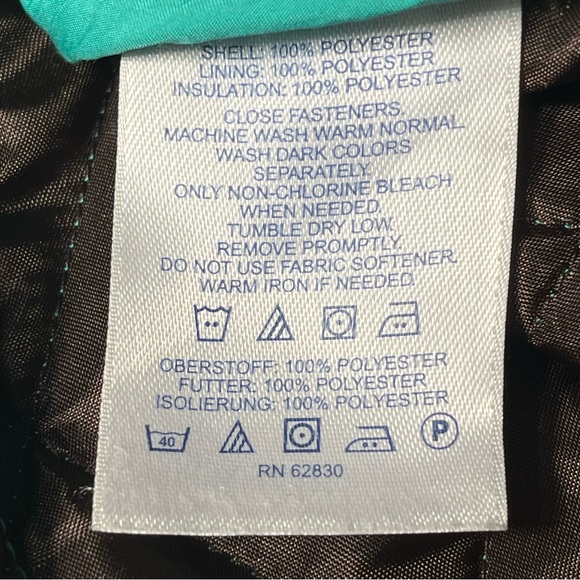 SHELL: 100% POLYESTER
LINING: 100% POLYESTER
INSULATION: 100% POLYESTER
CLOSE FASTENERS.
MACHINE WASH WARM NORMAL.
WASH DARK COLORS
SEPARATELY.
ONLY NON-CHLORINE BLEACH
WHEN NEEDED.
TUMBLE DRY LOW.
REMOVE PROMPTLY.
DO NOT USE FABRIC SOFTENER.
WARM IRON IF NEEDED.
OBERSTOFF: 100% POLYESTER
FUTTER: 100% POLYESTER
ISOLIERUNG: 100% POLYESTER
40 P
RN 62830